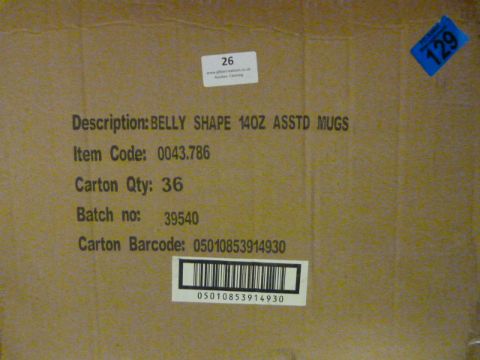 26
129
Description: BELLY SHAPE 14OZ ASSTD MUGS
Item Code: 0043.786
Carton Qty: 36
Batch no: 39540
Carton Barcode: 05010853914930
05010853914930